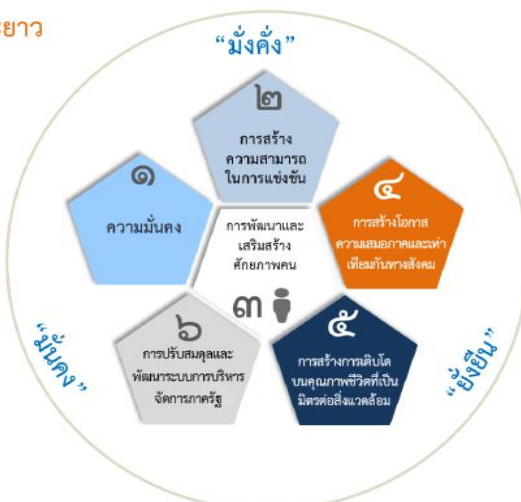 ะยาว
“มั่งคั่ง”
๒
การสร้าง
ความสามารถ
ในการแข่งขัน
๑
ความมั่นคง
การพัฒนาและ
เสริมสร้าง
ศักยภาพคน
๓
๔
การสร้างโอกาส
ความเสมอภาคและเท่า
เทียมกันทางสังคม
๖
การปรับสมดุลและ
พัฒนาระบบการบริหาร
จัดการภาครัฐ
๕
การสร้างการเติบโต
บนคุณภาพชีวิตที่เป็น
มิตรต่อสิ่งแวดล้อม
“มั่นคง”
“ยั่งยืน”